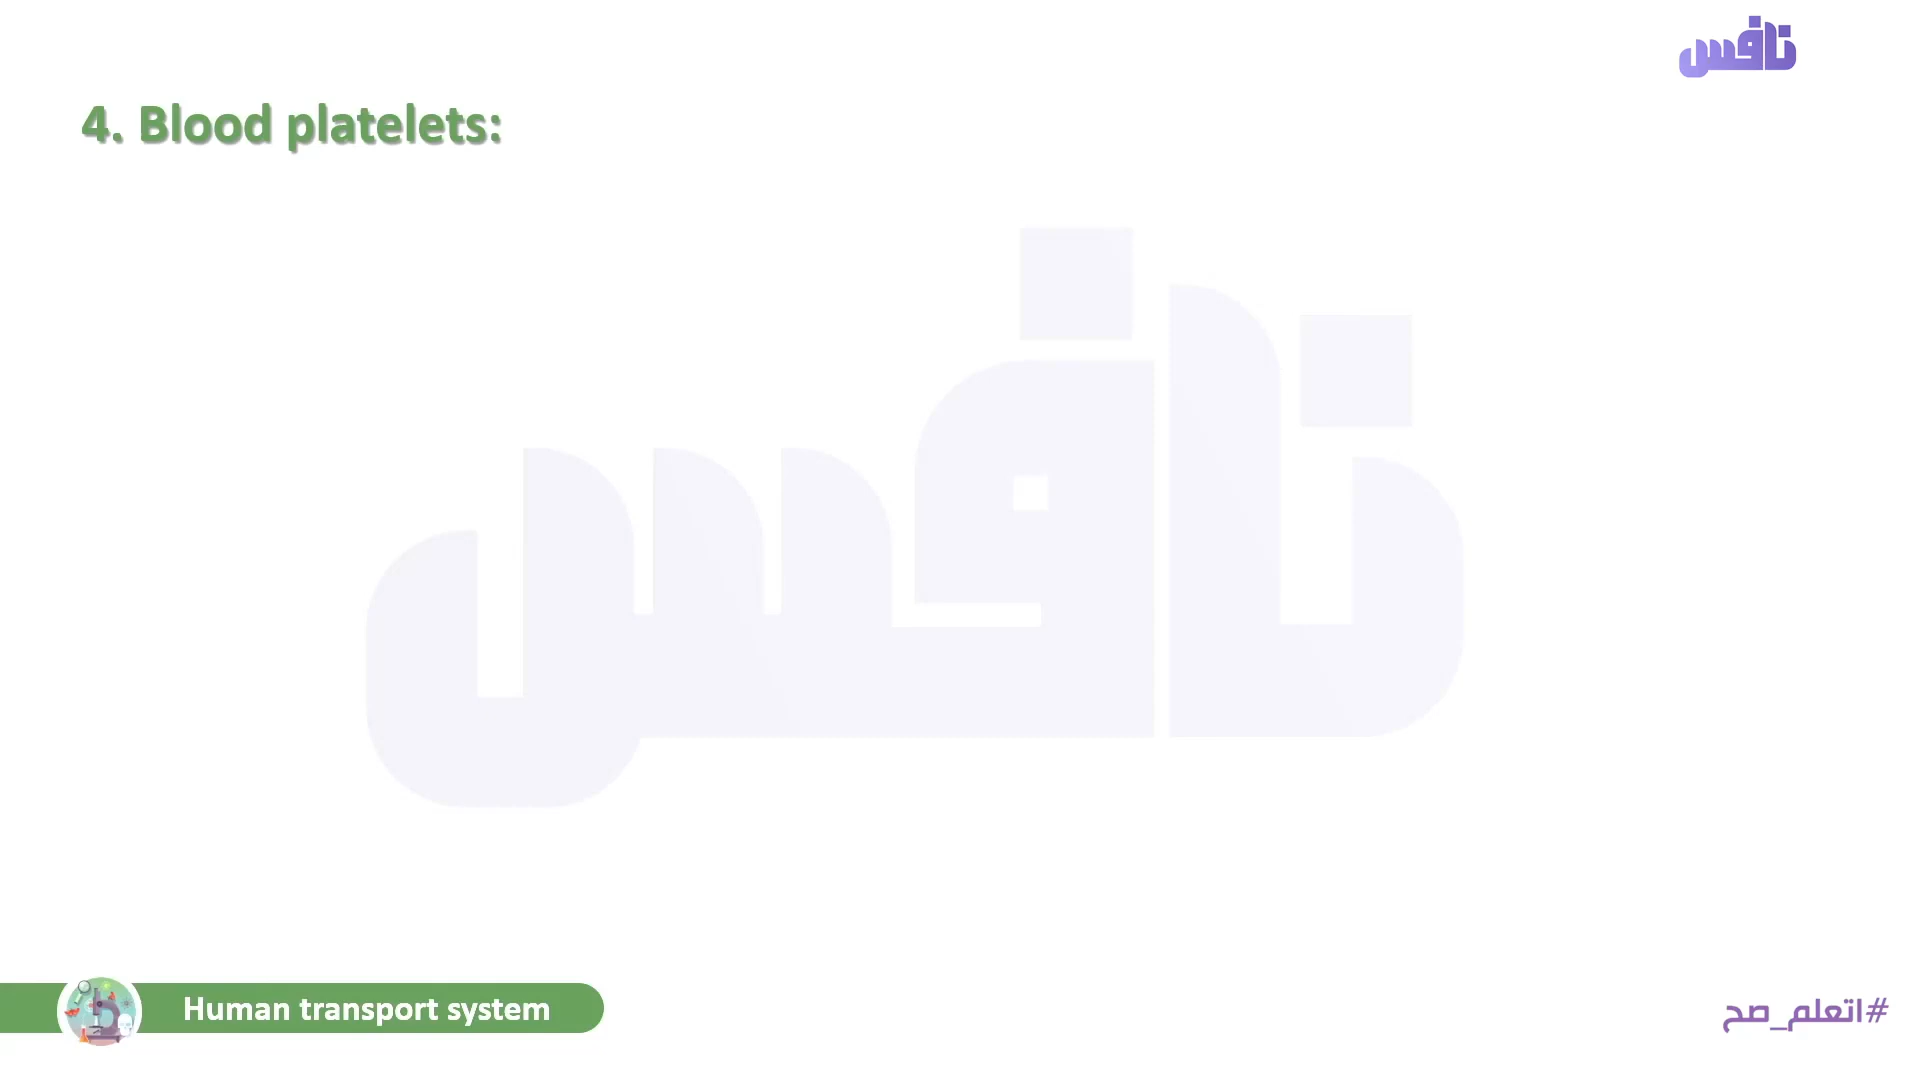 نافس
4. Blood platelets:
نافس
Human transport system
#اتعلم_صح